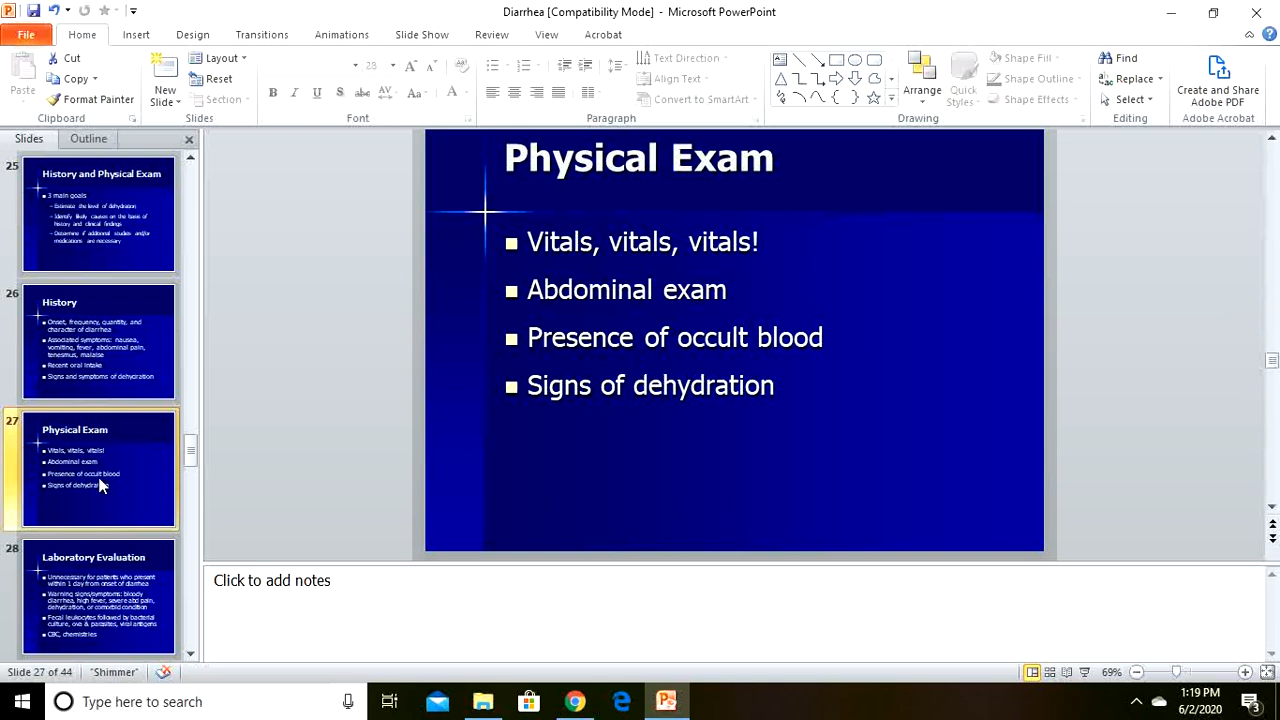 Diarrhea [Compatibility Mode] - Microsoft PowerPoint
File Home Insert Design Transitions Animations Slide Show Review View Acrobat
Paste
Cut
Copy
Format Painter
Clipboard
New Slide
Layout
Reset
Section
Slides
28
Font
Text Direction
Align Text
Convert to SmartArt
Paragraph
Arrange
Quick Styles
Shape Fill
Shape Outline
Shape Effects
Drawing
Find
Replace
Select
Editing
Create and Share Adobe PDF
Adobe Acrobat
Slides Outline
25
History and Physical Exam
3 main goals
– Estimate the level of dehydration
– Identify likely causes on the basis of
history and clinical findings
– Determine if additional studies and/or
medications are necessary
26
History
Onset, frequency, quantity, and
character of diarrhea
Associated symptoms: nausea,
vomiting, fever, abdominal pain,
tenesmus, malaise
Recent oral intake
Signs and symptoms of dehydration
27
Physical Exam
Vitals, vitals, vitals!
Abdominal exam
Presence of occult blood
Signs of dehydration
28
Laboratory Evaluation
Unnecessary for patients who present
within 1 day from onset of diarrhea
Warning signs/symptoms: bloody
diarrhea, high fever, severe abd pain,
dehydration, or comorbid condition
Fecal leukocytes followed by bacterial
culture, ova & parasites, viral antigens
CBC, chemistries
Physical Exam
Vitals, vitals, vitals!
Abdominal exam
Presence of occult blood
Signs of dehydration
Click to add notes
Slide 27 of 44 "Shimmer" 69%
Type here to search
1:19 PM
6/2/2020
3